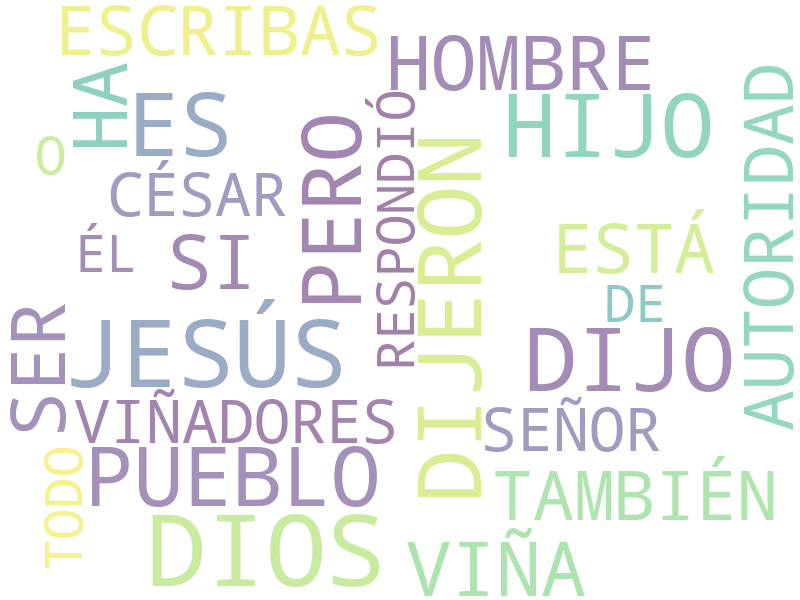 ESCRIBAS
HOMBRE
HA
ES
HIJO
O
CÉSAR
PERO
RESPONDIÓ
DIJERON
AUTORIDAD
ÉL
SI
ESTÁ
DE
SER
JESÚS
DIJO
VIÑADORES
SEÑOR
TODO
PUEBLO
TAMBIÉN
DIOS
VIÑA